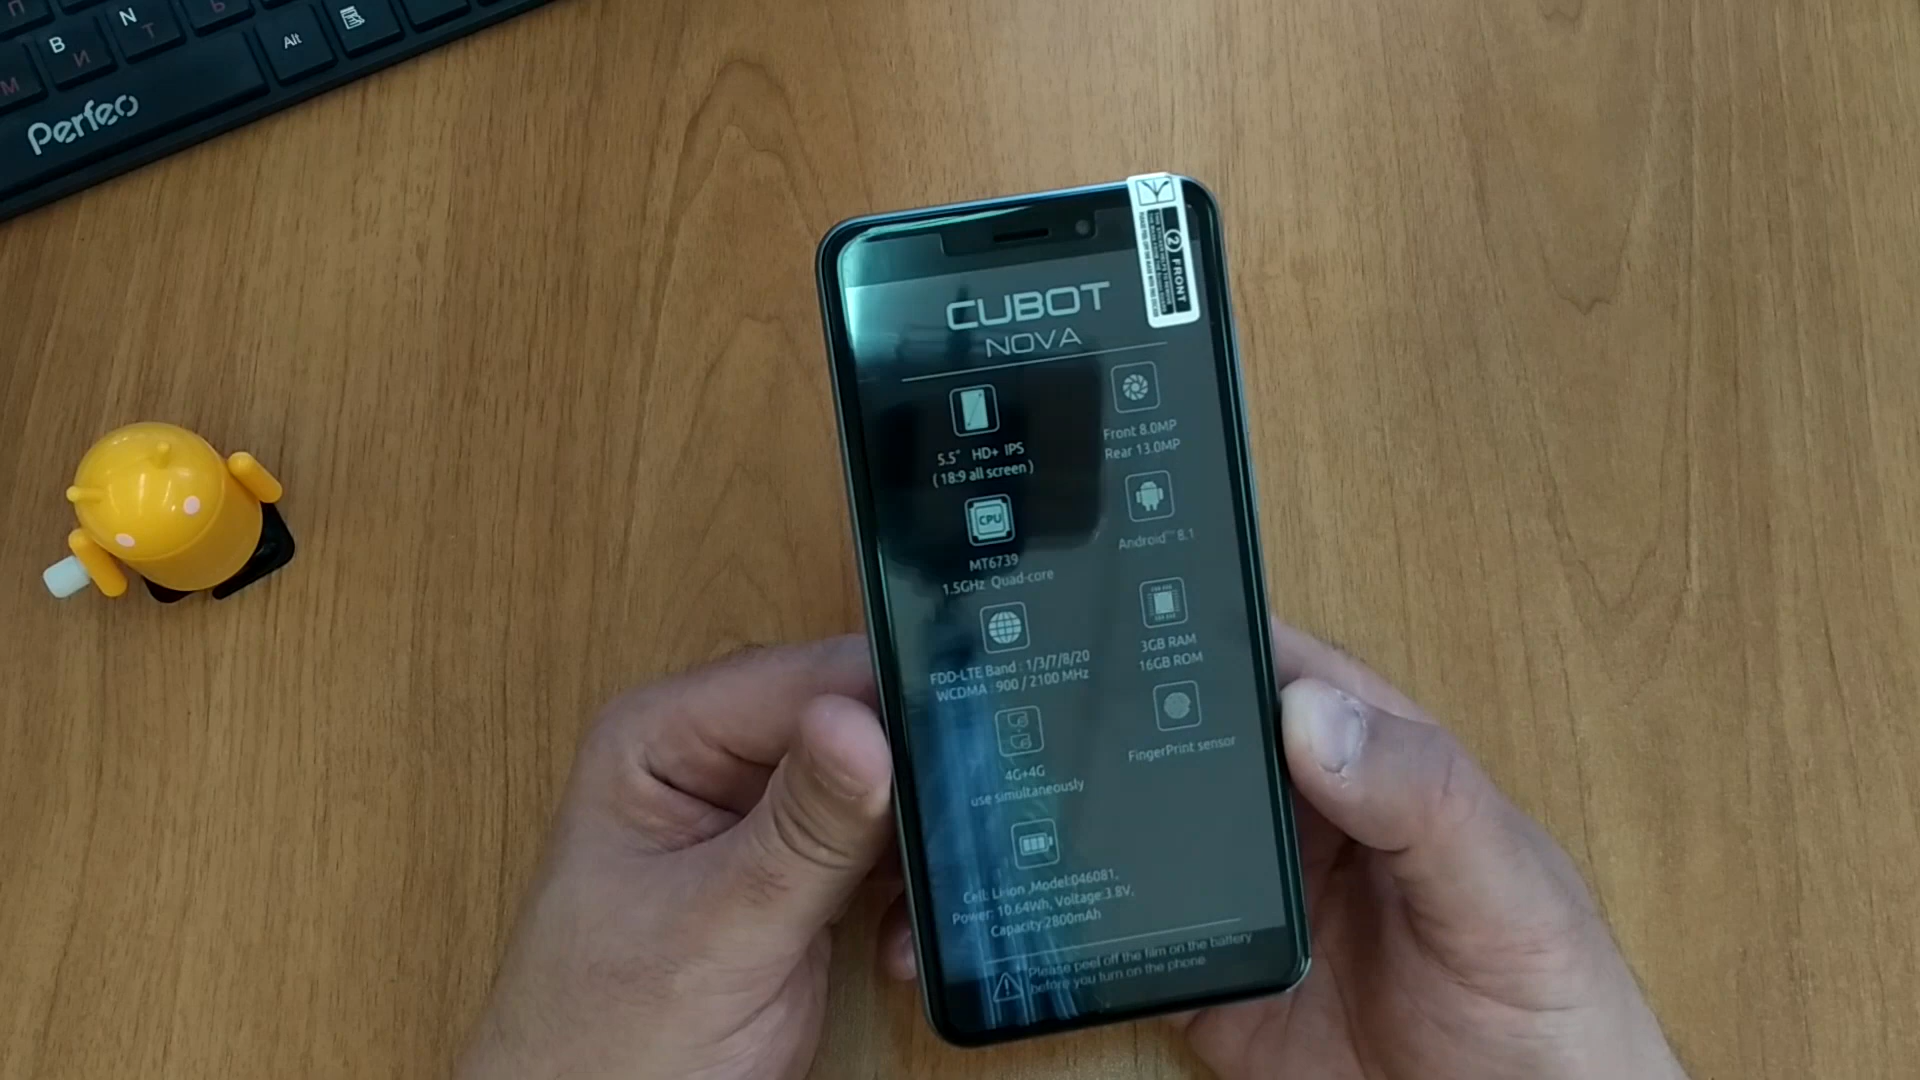 N
Т
B
И
М
Alt
Perfeo
2 FRONT
CUBOT
NOVA
5.5" HD+ IPS
(18:9 all screen)
Front 8.0MP
Rear 13.0MP
CPU
MT6739
1.5GHz Quad-core
Android™ 8.1
FDD-LTE Band : 1/3/7/8/20
WCDMA : 900 / 2100 MHz
3GB RAM
16GB ROM
4G+4G
use simultaneously
FingerPrint sensor
Cell: Li-ion ,Model:046081,
Power: 10.64Wh, Voltage:3.8V,
Capacity:2800mAh
Please peel off the film on the battery
before you turn on the phone